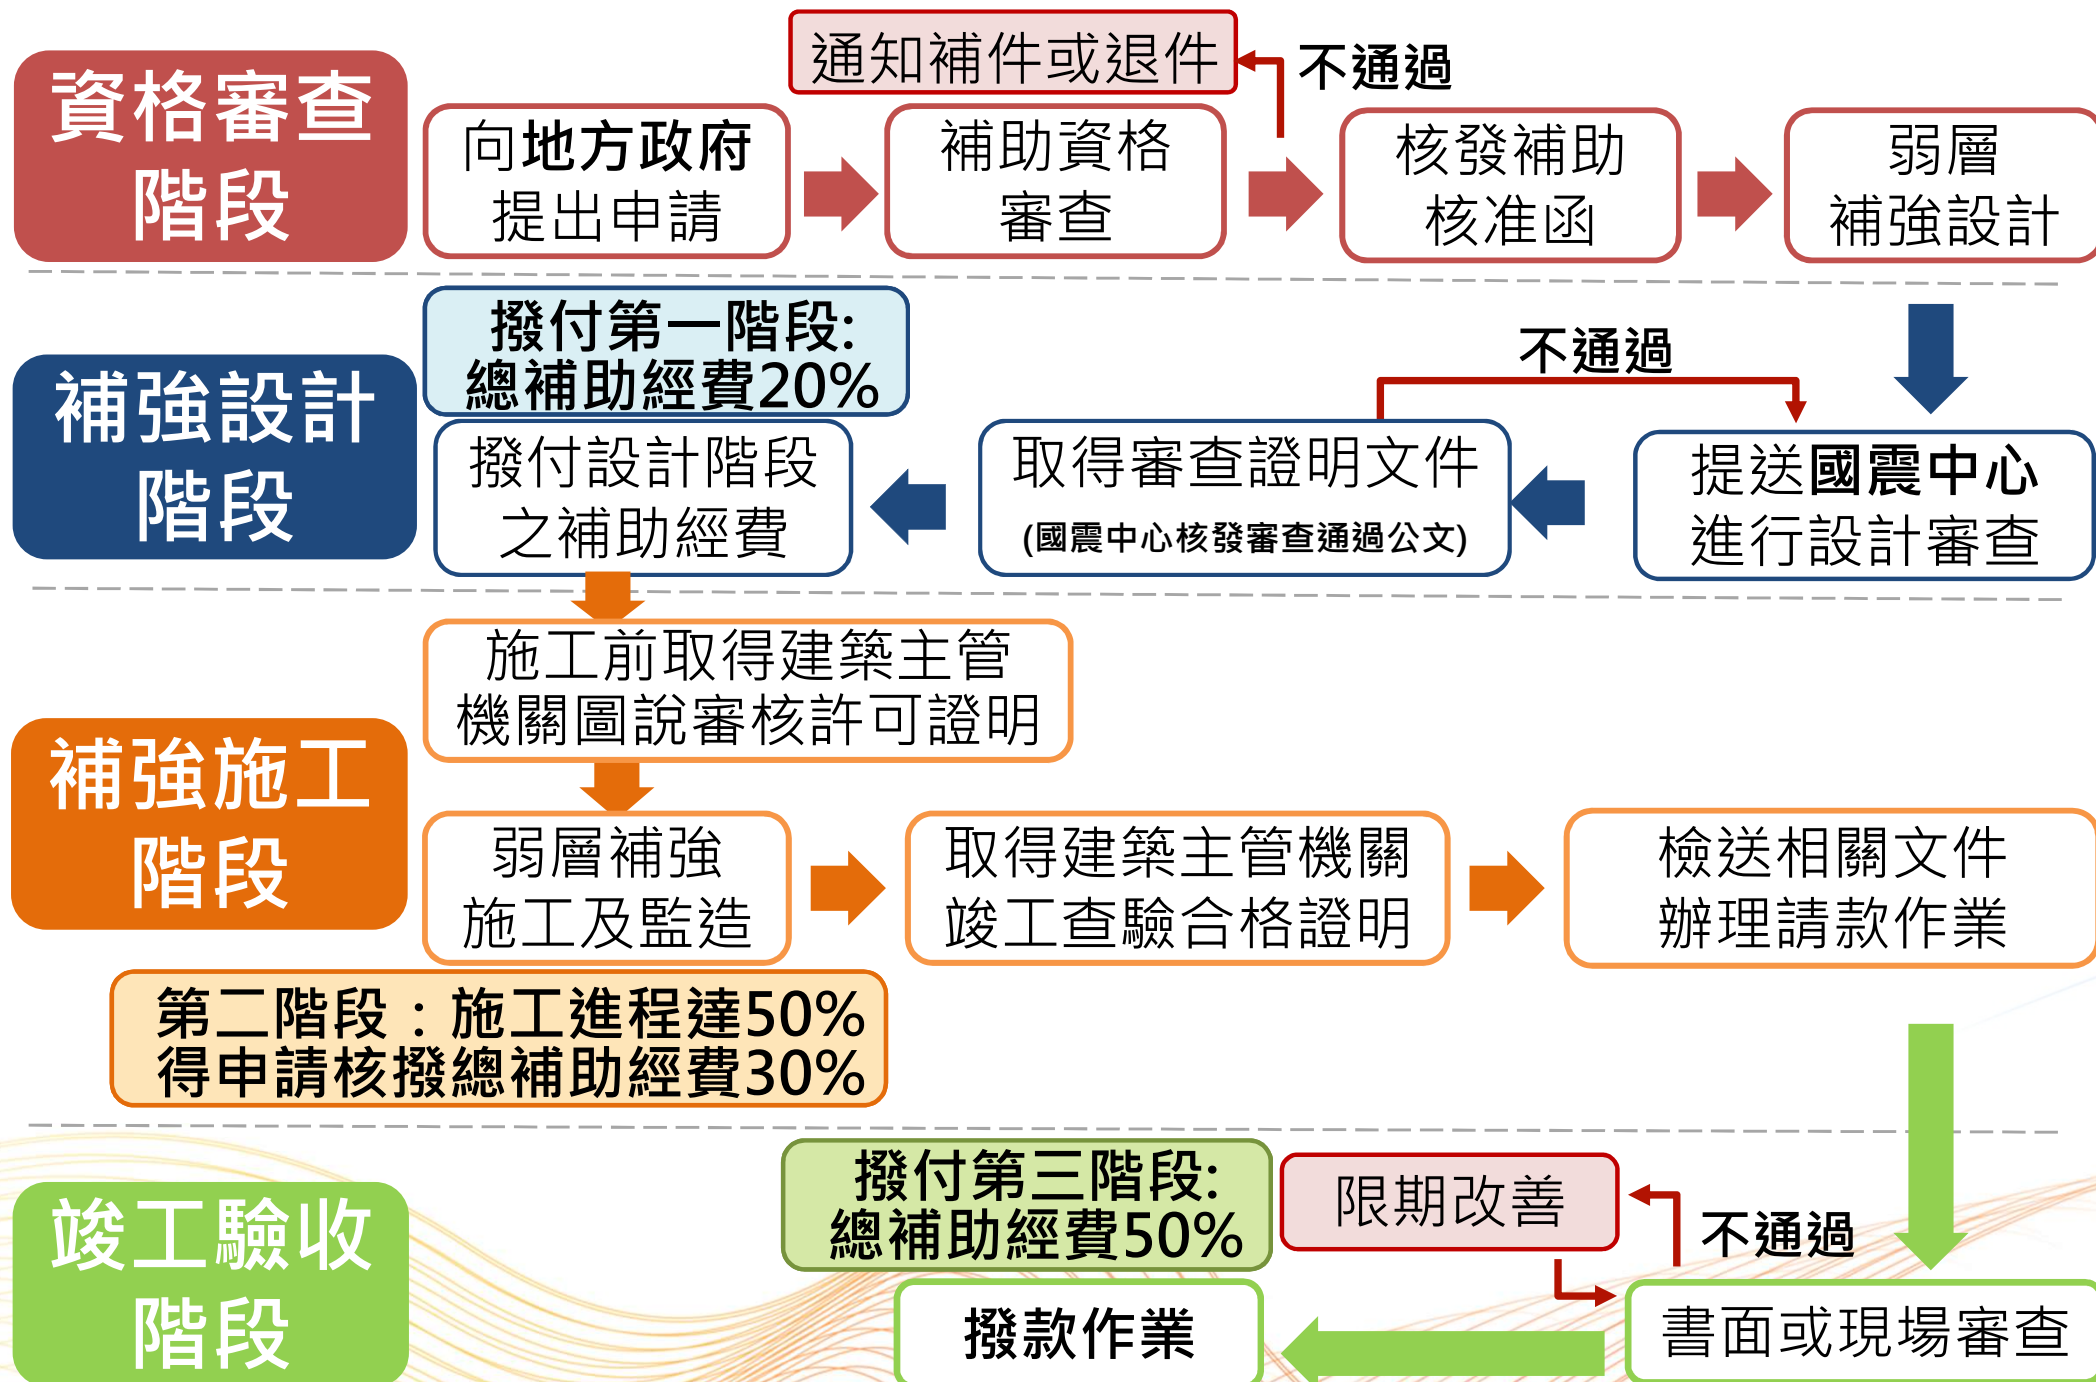 資格審查
階段
向地方政府
提出申請
通知補件或退件
不通過
補助資格
審查
核發補助
核准函
弱層
補強設計
補強設計
階段
撥付第一階段:
總補助經費20%
撥付設計階段
之補助經費
不通過
取得審查證明文件
(國震中心核發審查通過公文)
提送國震中心
進行設計審查
補強施工
階段
施工前取得建築主管
機關圖說審核許可證明
弱層補強
施工及監造
取得建築主管機關
竣工查驗合格證明
檢送相關文件
辦理請款作業
第二階段：施工進程達50%
得申請核撥總補助經費30%
竣工驗收
階段
撥付第三階段:
總補助經費50%
撥款作業
限期改善
不通過
書面或現場審查